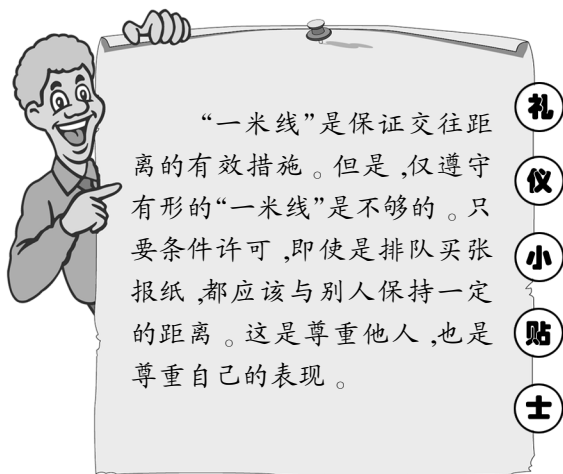 “一米线”是保证交往距
离的有效措施。但是,仅遵守
有形的“一米线”是不够的。只
要条件许可,即使是排队买张
报纸,都应该与别人保持一定
的距离。这是尊重他人,也是
尊重自己的表现。
礼
仪
小
贴
士